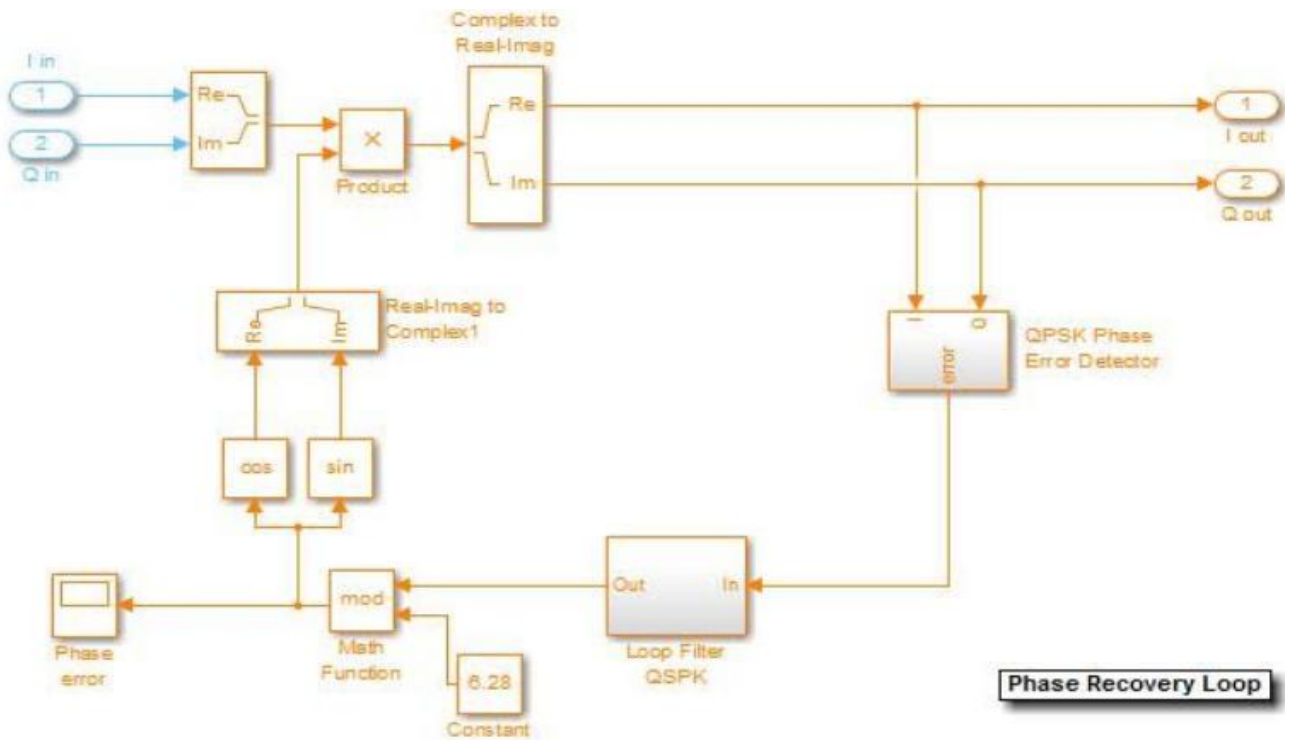 Complex to
Real-Imag
I in
1
Re
Im
2
Q in
×
Product
Re
Im
1
I out
2
Q out
Re
Im
Real-Imag to
Complex1
I
Q
error
QPSK Phase
Error Detector
cos
sin
Phase
error
mod
Math
Function
6.28
Constant
Out
In
Loop Filter
QSPK
Phase Recovery Loop